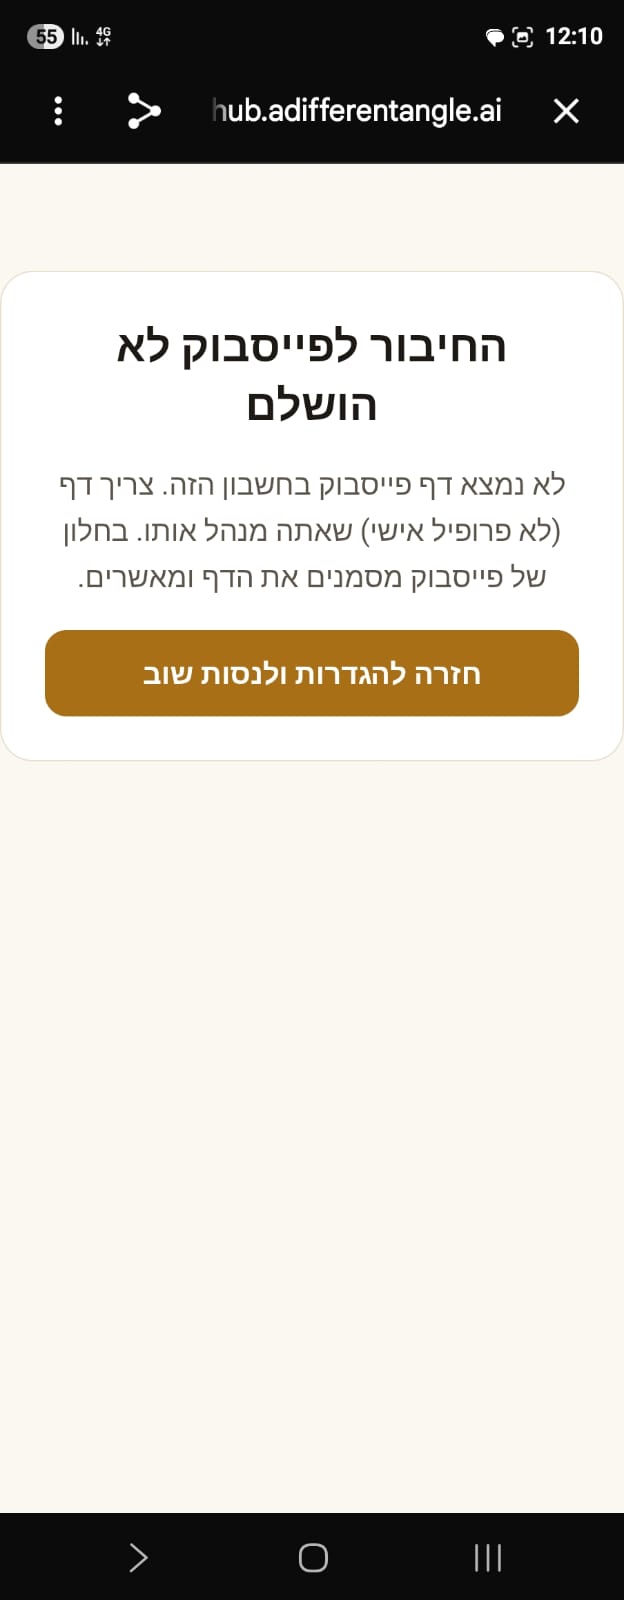 55 4G 12:10
hub.adifferentangle.ai
החיבור לפייסבוק לא
הושלם
לא נמצא דף פייסבוק בחשבון הזה. צריך דף
(לא פרופיל אישי) שאתה מנהל אותו. בחלון
של פייסבוק מסמנים את הדף ומאשרים.
חזרה להגדרות ולנסות שוב